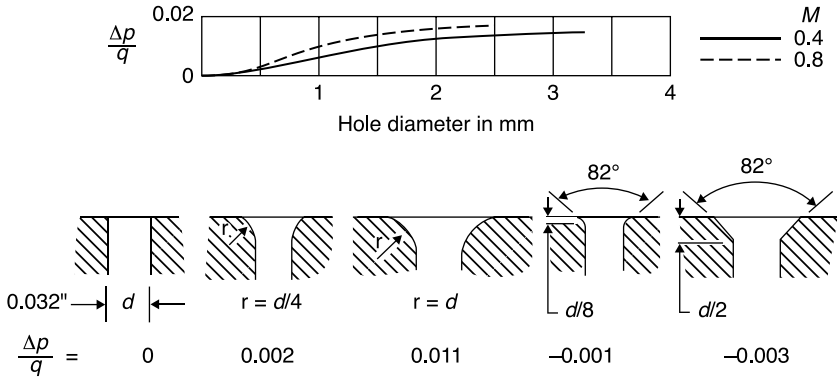 0.02
Δp/q
0
1 2 3 4
Hole diameter in mm
M
0.4
0.8
82° 82°
r r
0.032" d r = d/4 r = d d/8 d/2
Δp/q = 0 0.002 0.011 –0.001 –0.003